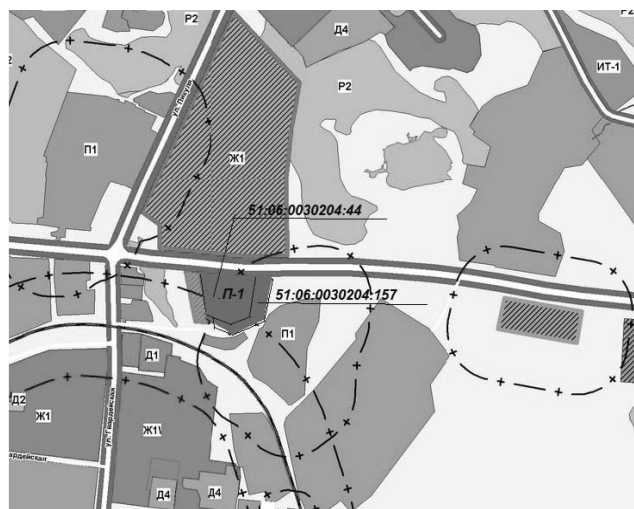 Р2
Д4
ИТ-1
Р2
ул. Пикуля
П1
Ж1
51:06:0030204:44
.П-1
51:06:0030204:157
П1
Д1
Д2
Ж1
ул. Гвардейская
Ж1\
Д4
Д4